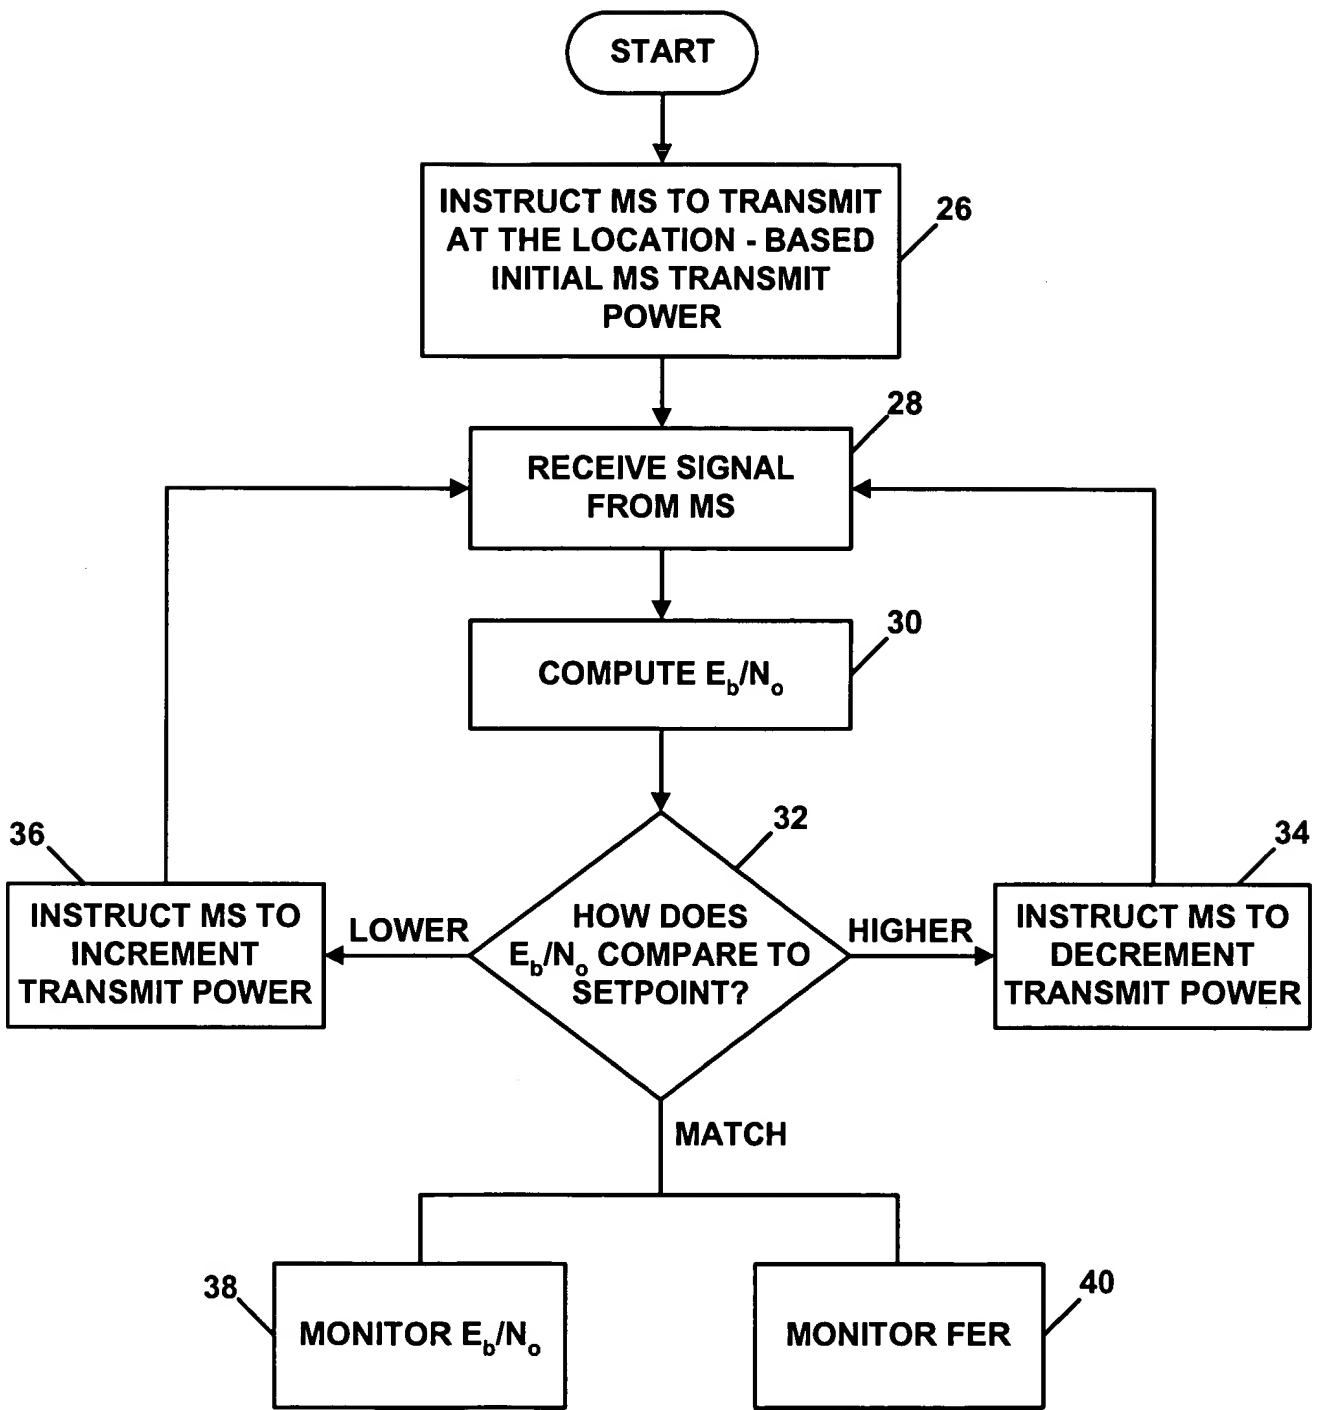 START
INSTRUCT MS TO TRANSMIT
AT THE LOCATION - BASED
INITIAL MS TRANSMIT
POWER
26
28
RECEIVE SIGNAL
FROM MS
30
COMPUTE Eb/No
32
36
34
HOW DOES
Eb/No COMPARE TO
SETPOINT?
LOWER
HIGHER
INSTRUCT MS TO
INCREMENT
TRANSMIT POWER
INSTRUCT MS TO
DECREMENT
TRANSMIT POWER
MATCH
38
MONITOR Eb/No
40
MONITOR FER